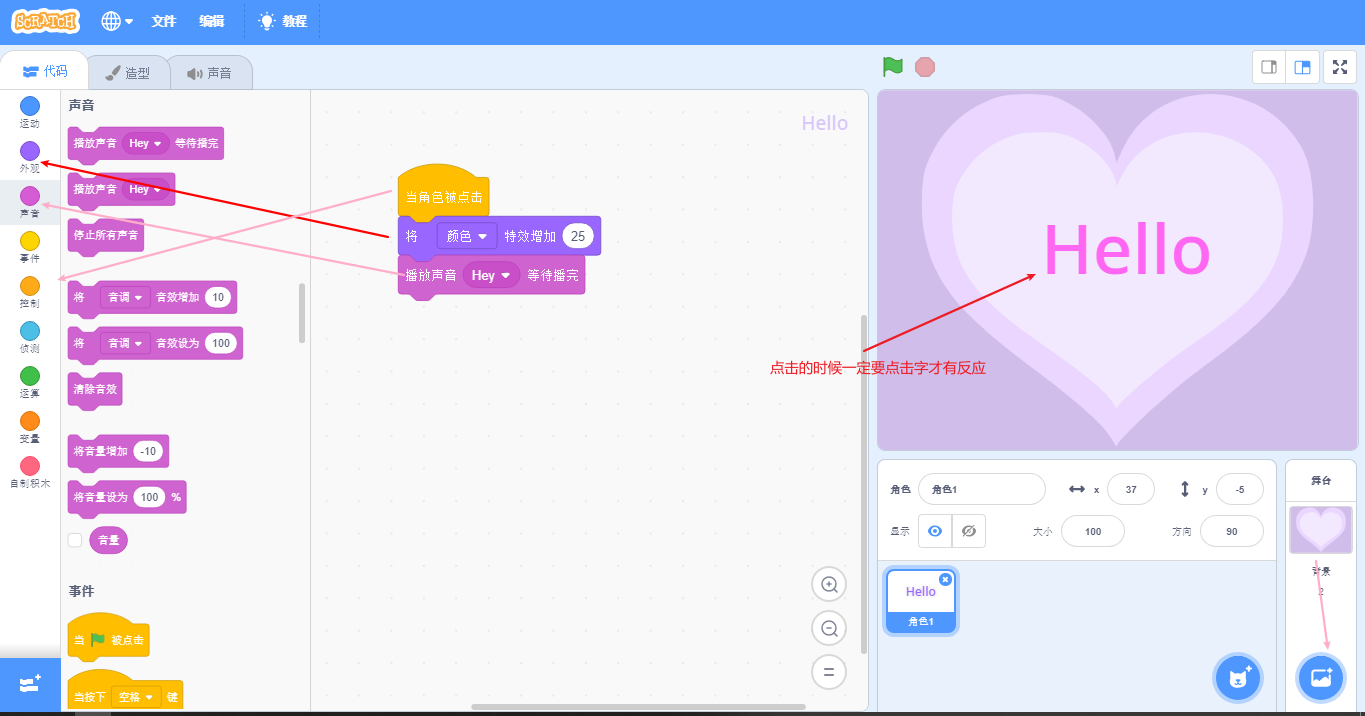 SCRATCH
文件
编辑
教程
代码
造型
声音
运动
外观
声音
事件
控制
侦测
运算
变量
自制积木
声音
播放声音 Hey 等待播完
播放声音 Hey
停止所有声音
将 音调 音效增加 10
将 音调 音效设为 100
清除音效
将音量增加 -10
将音量设为 100 %
音量
事件
当 被点击
当按下 空格 键
Hello
当角色被点击
将 颜色 特效增加 25
播放声音 Hey 等待播完
Hello
点击的时候一定要点击字才有反应
角色 角色1 x 37 y -5
显示 大小 100 方向 90
Hello
角色1
舞台
背景
2